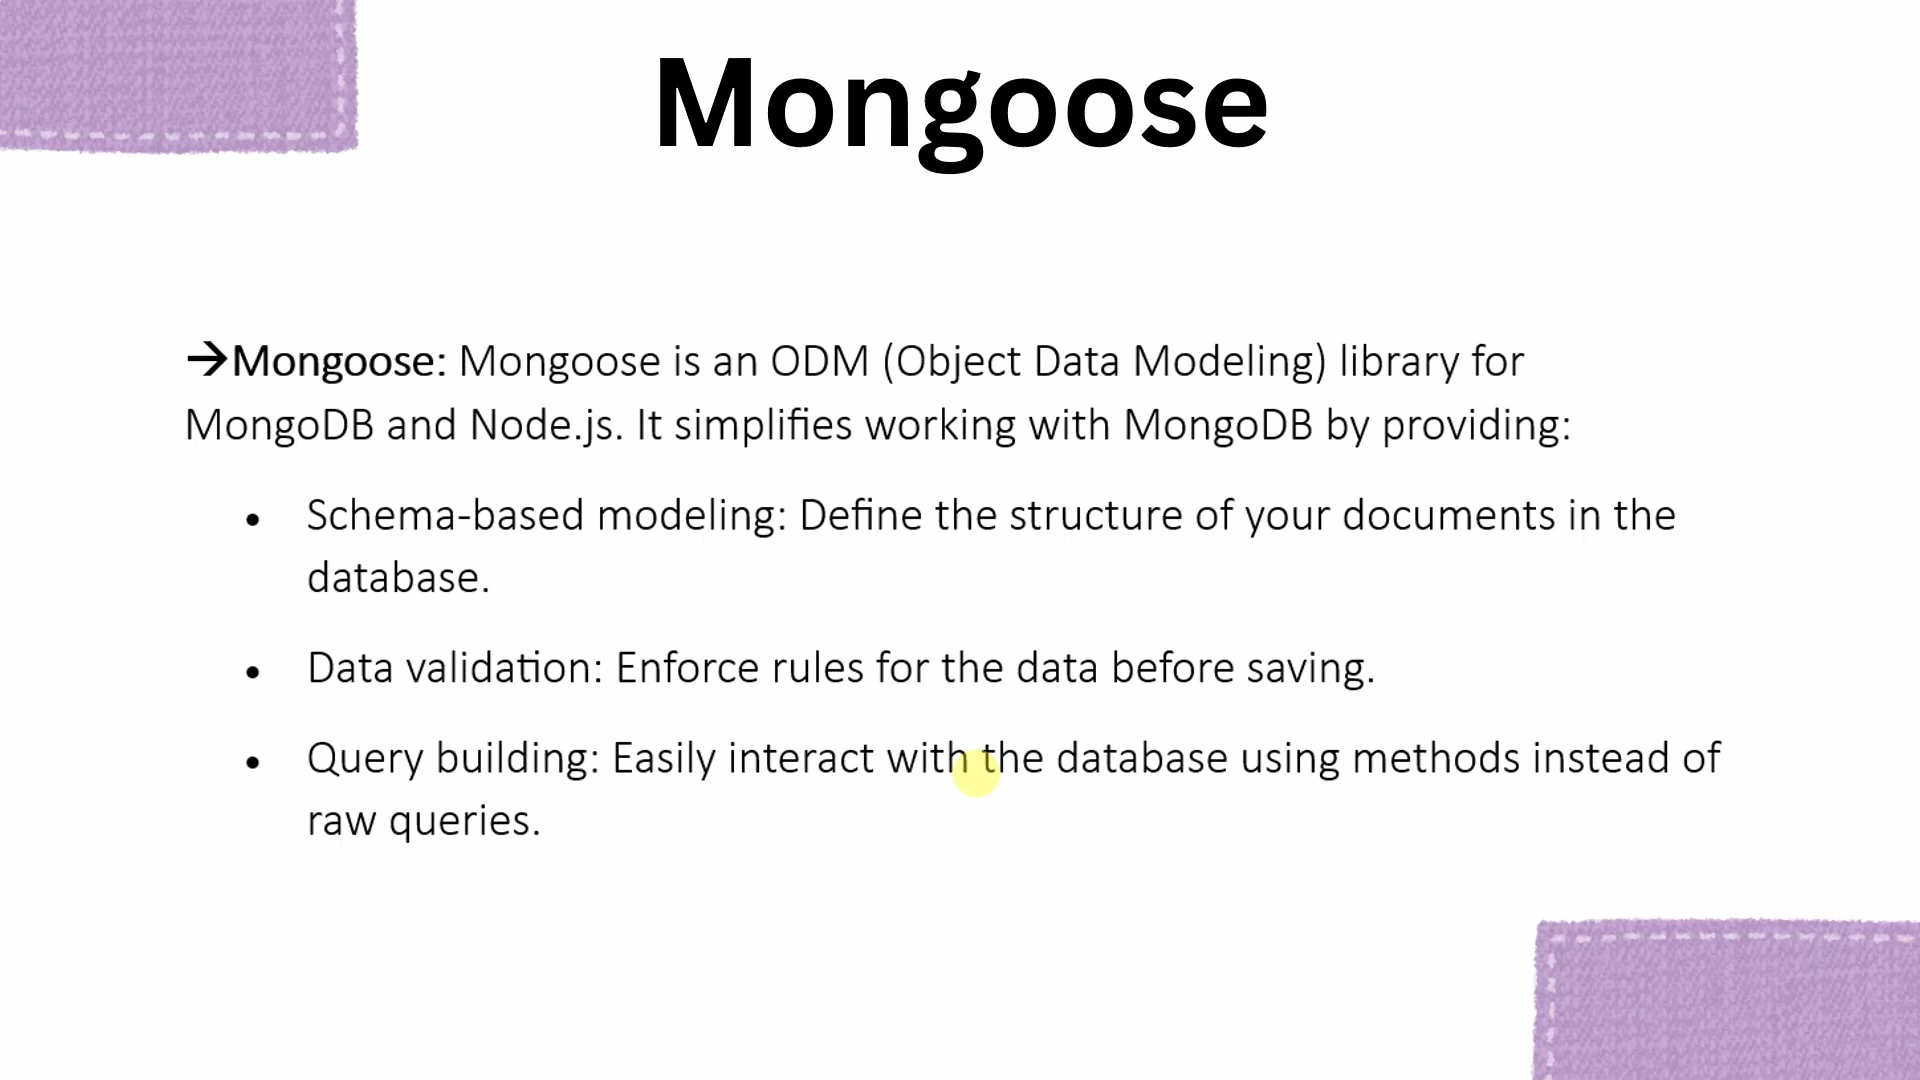 Mongoose
→Mongoose: Mongoose is an ODM (Object Data Modeling) library for
MongoDB and Node.js. It simplifies working with MongoDB by providing:
• Schema-based modeling: Define the structure of your documents in the
database.
• Data validation: Enforce rules for the data before saving.
• Query building: Easily interact with the database using methods instead of
raw queries.